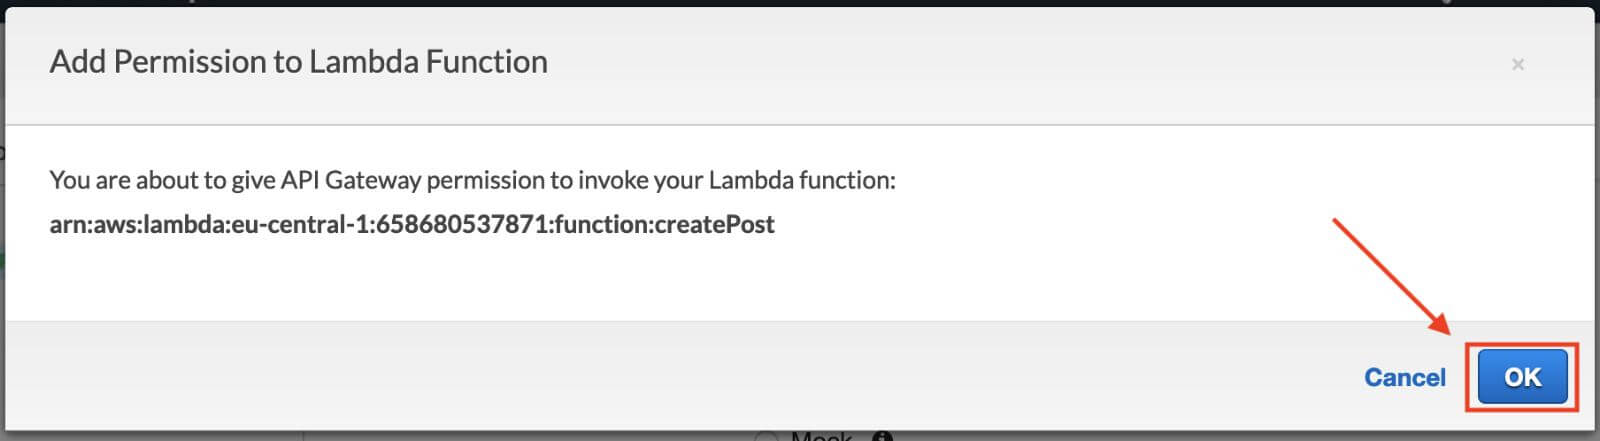 Add Permission to Lambda Function
×
You are about to give API Gateway permission to invoke your Lambda function:
arn:aws:lambda:eu-central-1:658680537871:function:createPost
Cancel
OK
Mock